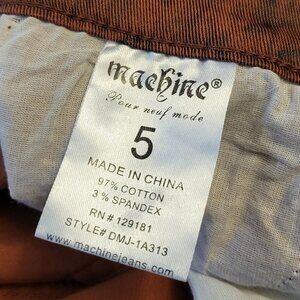 machine®
Pour neuf mode
5
MADE IN CHINA
97% COTTON
3% SPANDEX
RN# 129181
STYLE# DMJ-1A313
www.machinejeans.com